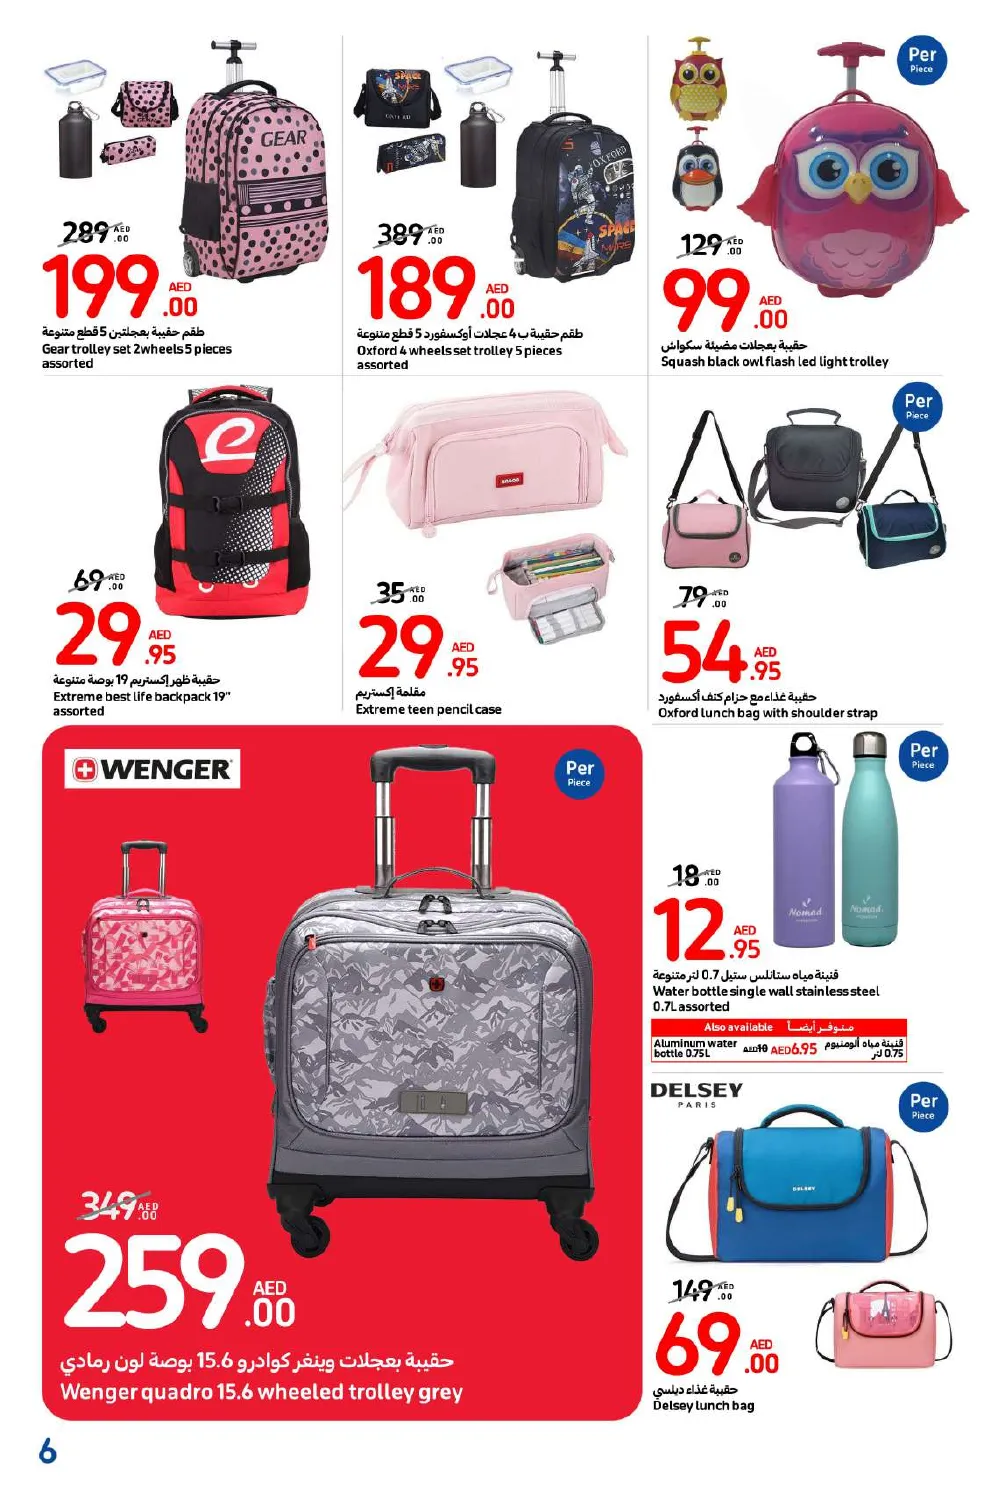 GEAR
289 AED .00
199 AED .00
طقم حقيبة بعجلتين 5 قطع متنوعة
Gear trolley set 2wheels 5 pieces
assorted
SPACE
MARS
OXFORD
OXFORD
SPACE
MARS
389 AED .00
189 AED .00
طقم حقيبة ب 4 عجلات أوكسفورد 5 قطع متنوعة
Oxford 4 wheels set trolley 5 pieces
assorted
Per
Piece
129 AED .00
99 AED .00
حقيبة بعجلات مضيئة سكواش
Squash black owl flash led light trolley
69 AED .00
29 AED .95
حقيبة ظهر إكستريم 19 بوصة متنوعة
Extreme best life backpack 19"
assorted
35 AED .00
29 AED .95
مقلمة إكستريم
Extreme teen pencil case
Per
Piece
79 AED .00
54 AED .95
حقيبة غذاء مع حزام كتف أكسفورد
Oxford lunch bag with shoulder strap
WENGER
Per
Piece
349 AED .00
259 AED .00
حقيبة بعجلات وينغر كوادرو 15.6 بوصة لون رمادي
Wenger quadro 15.6 wheeled trolley grey
Per
Piece
Nomad
Nomad
18 AED .00
12 AED .95
قنينة مياه ستانلس ستيل 0.7 لتر متنوعة
Water bottle single wall stainless steel
0.7L assorted
Also available متوفر أيضاً
Aluminum water
bottle 0.75L
AED10 AED6.95
قنينة مياه ألومنيوم
0.75 لتر
DELSEY
PARIS
Per
Piece
DELSEY
149 AED .00
69 AED .00
حقيبة غذاء ديلسي
Delsey lunch bag
6